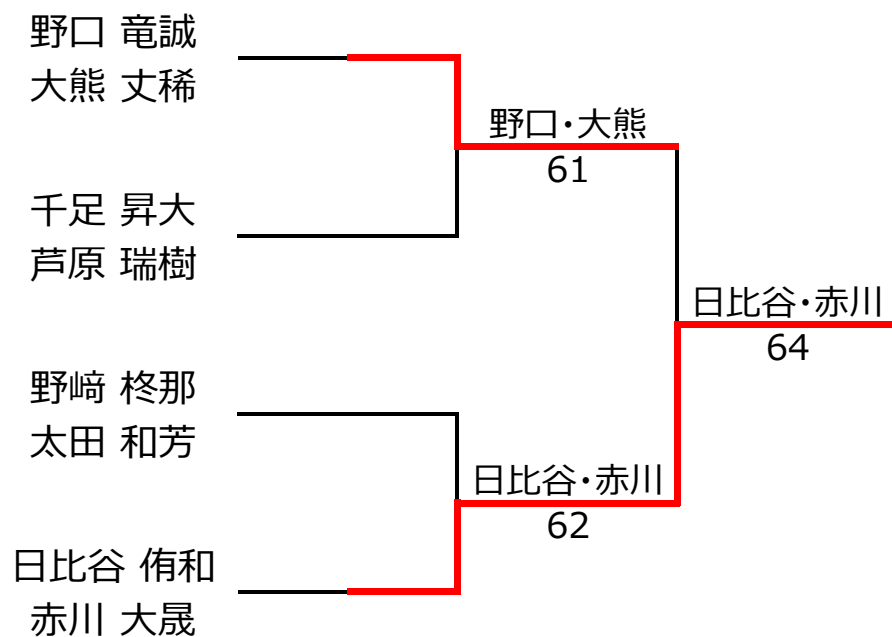 野口 竜誠
大熊 丈稀
野口・大熊
61
千足 昇大
芦原 瑞樹
日比谷・赤川
64
野﨑 柊那
太田 和芳
日比谷・赤川
62
日比谷 侑和
赤川 大晟